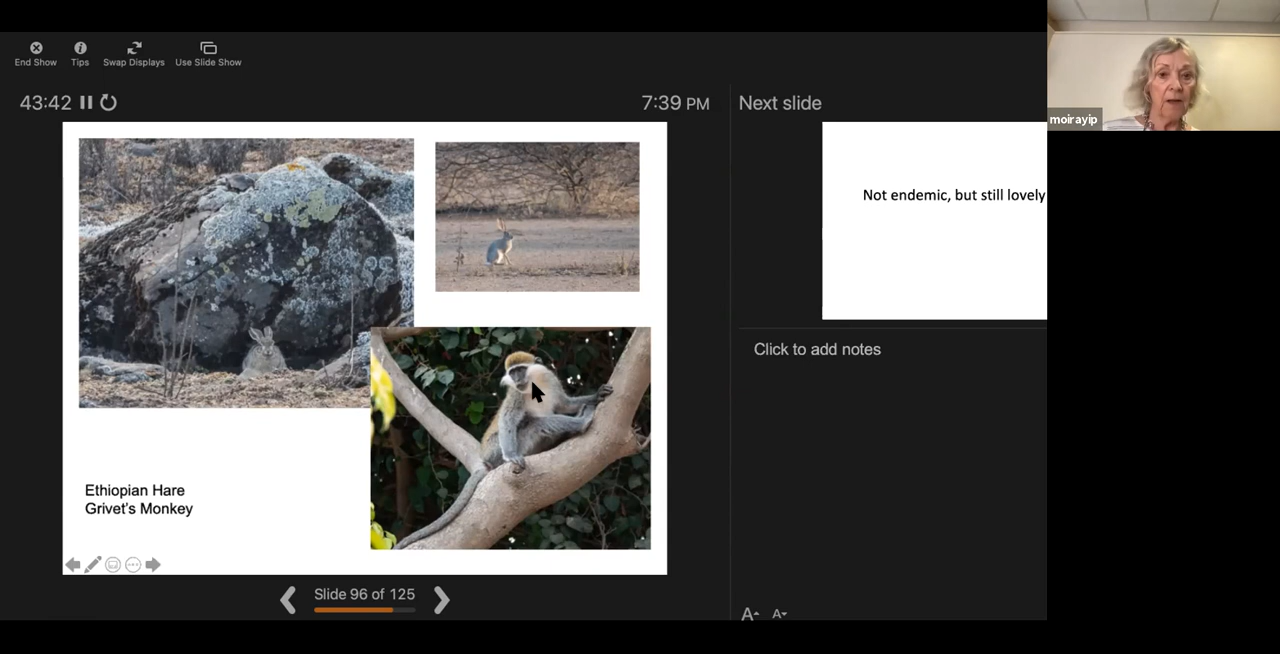 End Show
Tips
Swap Displays
Use Slide Show
43:42
7:39 PM
Next slide
moirayip
Not endemic, but still lovely
Ethiopian Hare
Grivet's Monkey
Click to add notes
Slide 96 of 125
A
A